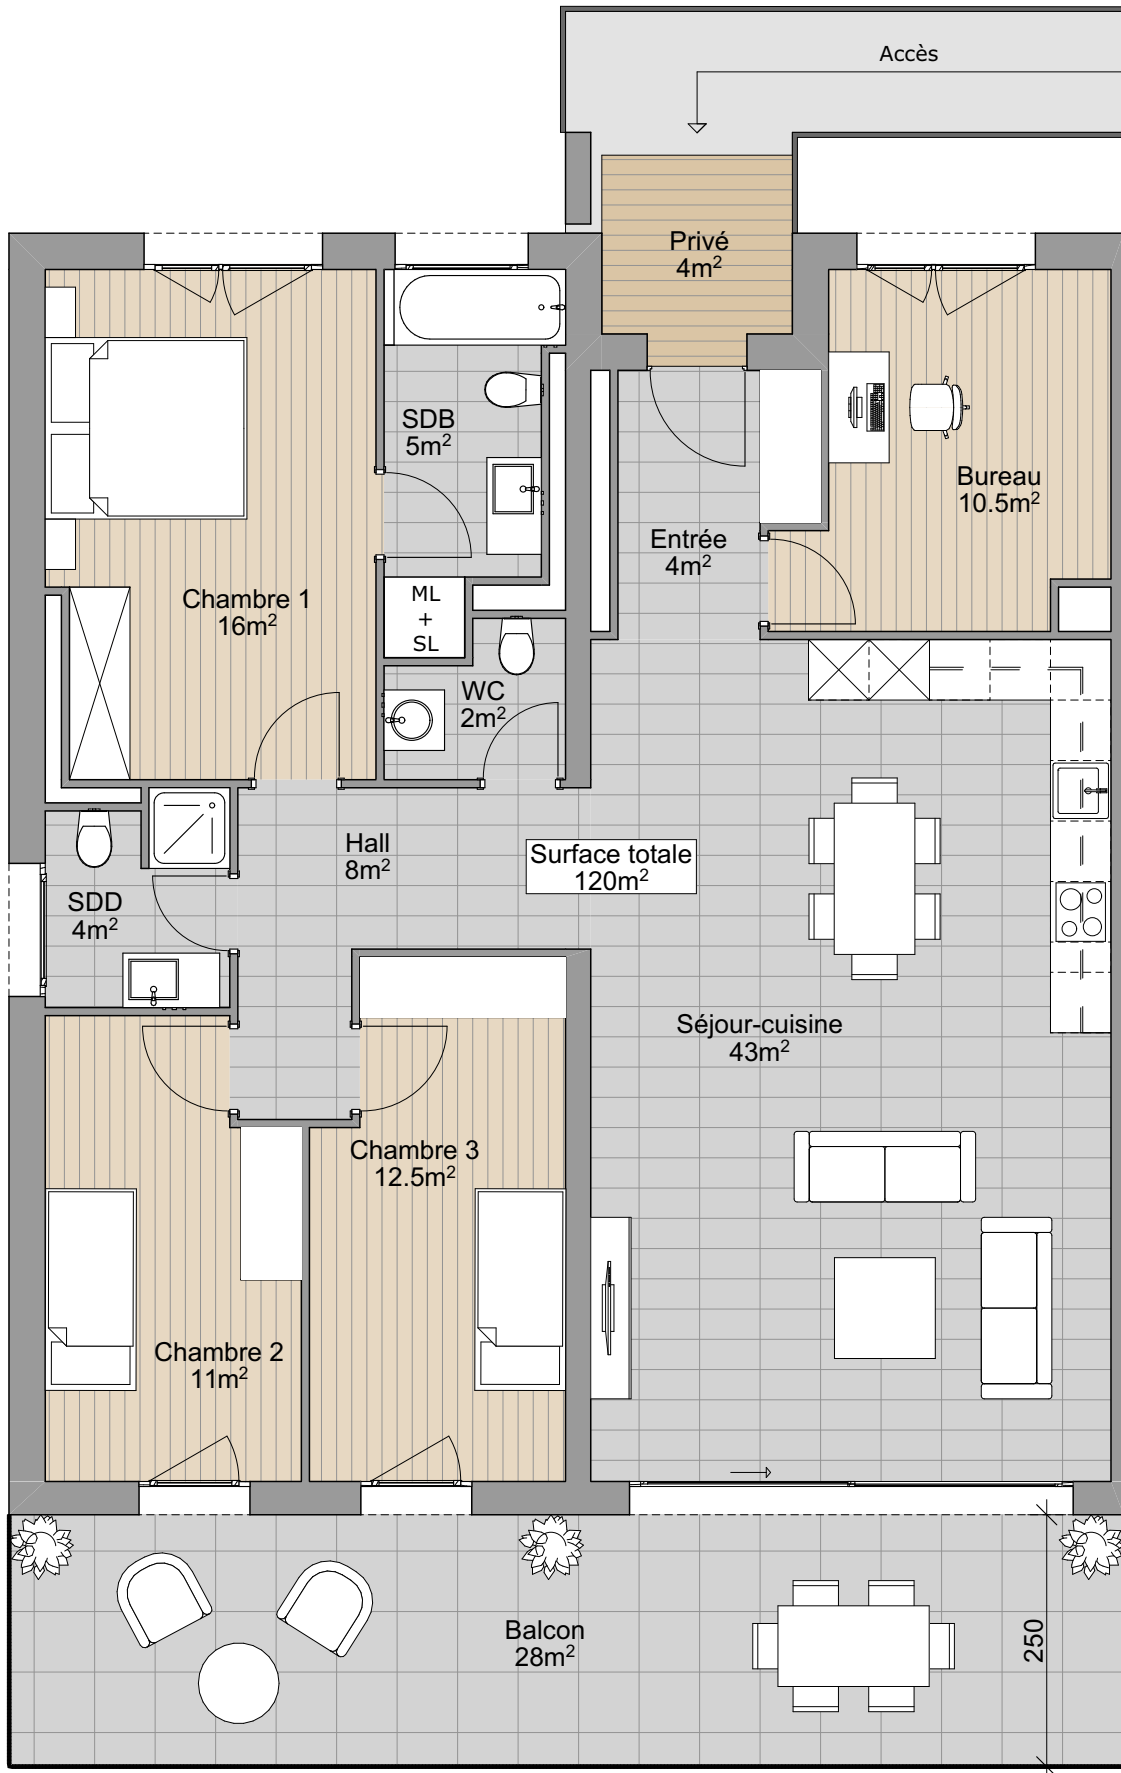 Accès
Privé
4m²
SDB
5m²
Bureau
10.5m²
Entrée
4m²
Chambre 1
16m²
ML
+
SL
WC
2m²
Hall
8m²
Surface totale
120m²
SDD
4m²
Séjour-cuisine
43m²
Chambre 3
12.5m²
Chambre 2
11m²
Balcon
28m²
250